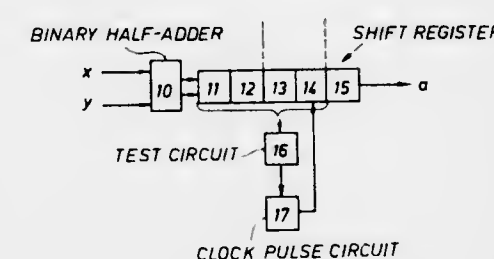 BINARY HALF-ADDER
SHIFT REGISTER
x
y
10
11 12 13 14 15
a
TEST CIRCUIT
16
17
CLOCK PULSE CIRCUIT